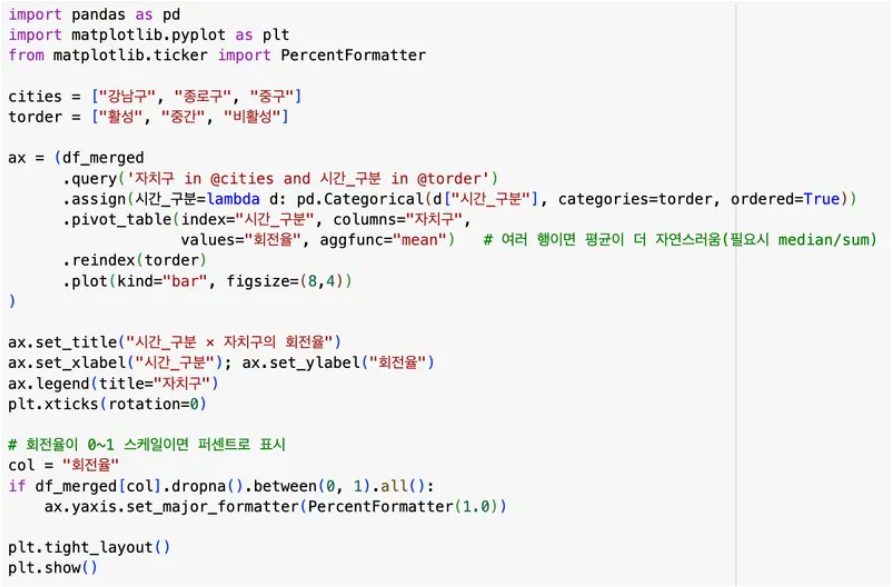 import pandas as pd
import matplotlib.pyplot as plt
from matplotlib.ticker import PercentFormatter

cities = ["강남구", "종로구", "중구"]
torder = ["활성", "중간", "비활성"]

ax = (df_merged
      .query('자치구 in @cities and 시간_구분 in @torder')
      .assign(시간_구분=lambda d: pd.Categorical(d["시간_구분"], categories=torder, ordered=True))
      .pivot_table(index="시간_구분", columns="자치구",
                   values="회전율", aggfunc="mean")   # 여러 행이면 평균이 더 자연스러움(필요시 median/sum)
      .reindex(torder)
      .plot(kind="bar", figsize=(8,4))
)

ax.set_title("시간_구분 × 자치구의 회전율")
ax.set_xlabel("시간_구분"); ax.set_ylabel("회전율")
ax.legend(title="자치구")
plt.xticks(rotation=0)

# 회전율이 0~1 스케일이면 퍼센트로 표시
col = "회전율"
if df_merged[col].dropna().between(0, 1).all():
    ax.yaxis.set_major_formatter(PercentFormatter(1.0))

plt.tight_layout()
plt.show()